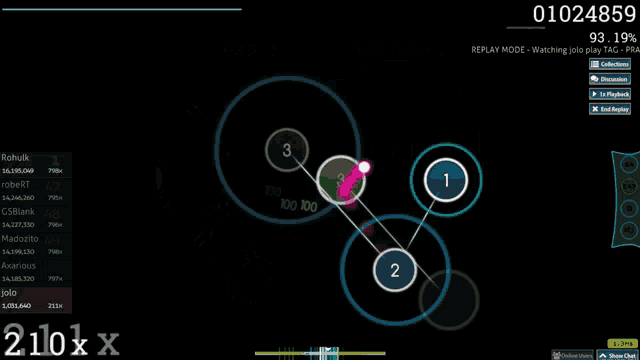 01024859
93.19%
REPLAY MODE - Watching jolo play TAG - PRA
Collections
Discussion
1x Playback
End Replay
3
3
1
2
100 100 100
Rohulk
16,195,049 798x
robeRT
14,246,260 795x
GSBlank
14,227,330 796x
Madozito
14,199,130 798x
Axarious
14,185,320 797x
jolo
1,031,640 211x
210x
Online Users
Show Chat